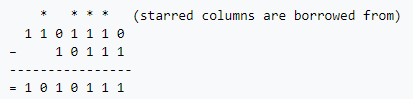 * * * * (starred columns are borrowed from)
1 1 0 1 1 1 0
− 1 0 1 1 1
----------------
= 1 0 1 0 1 1 1